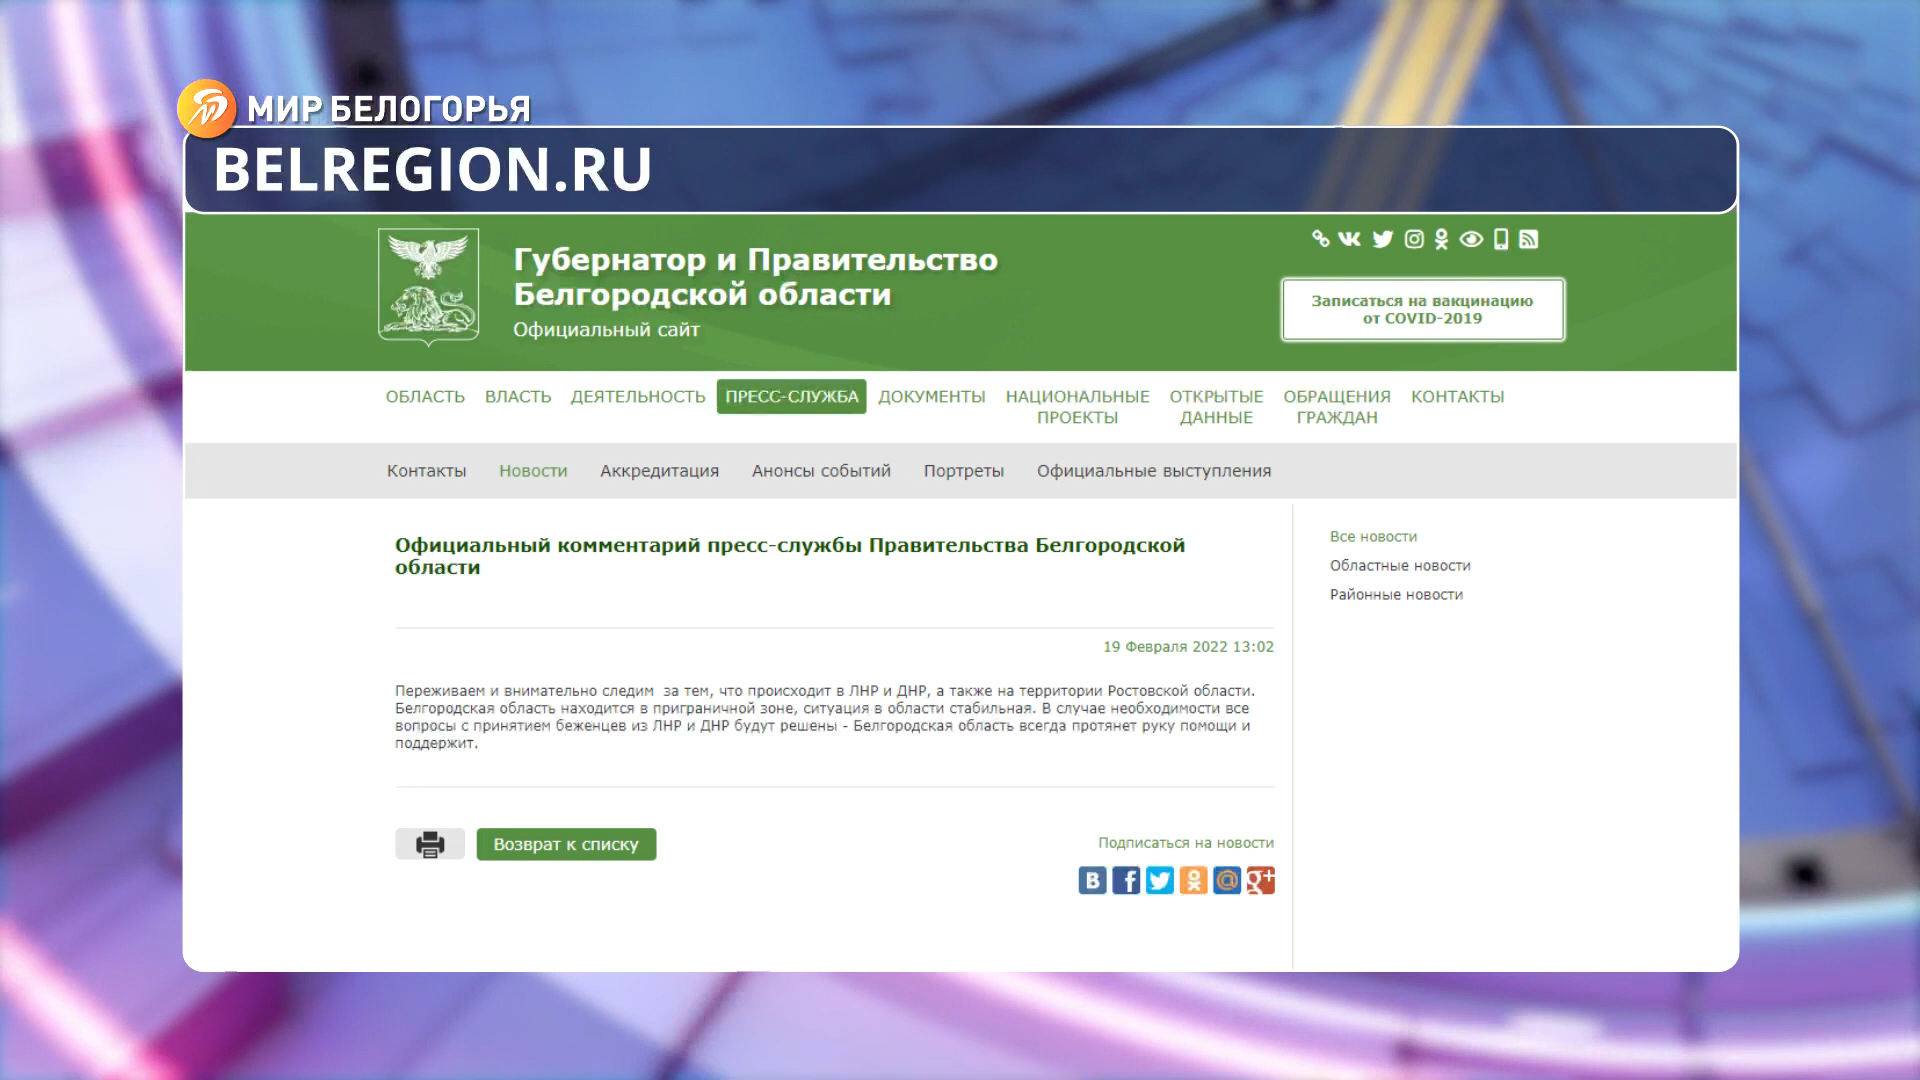 МИР БЕЛОГОРЬЯ
BELREGION.RU
Губернатор и Правительство
Белгородской области
Официальный сайт
Записаться на вакцинацию
от COVID-2019
ОБЛАСТЬ ВЛАСТЬ ДЕЯТЕЛЬНОСТЬ ПРЕСС-СЛУЖБА ДОКУМЕНТЫ НАЦИОНАЛЬНЫЕ ПРОЕКТЫ ОТКРЫТЫЕ ДАННЫЕ ОБРАЩЕНИЯ ГРАЖДАН КОНТАКТЫ
Контакты Новости Аккредитация Анонсы событий Портреты Официальные выступления
Официальный комментарий пресс-службы Правительства Белгородской
области
19 Февраля 2022 13:02
Переживаем и внимательно следим за тем, что происходит в ЛНР и ДНР, а также на территории Ростовской области.
Белгородская область находится в приграничной зоне, ситуация в области стабильная. В случае необходимости все
вопросы с принятием беженцев из ЛНР и ДНР будут решены - Белгородская область всегда протянет руку помощи и
поддержит.
Возврат к списку
Подписаться на новости
Все новости
Областные новости
Районные новости